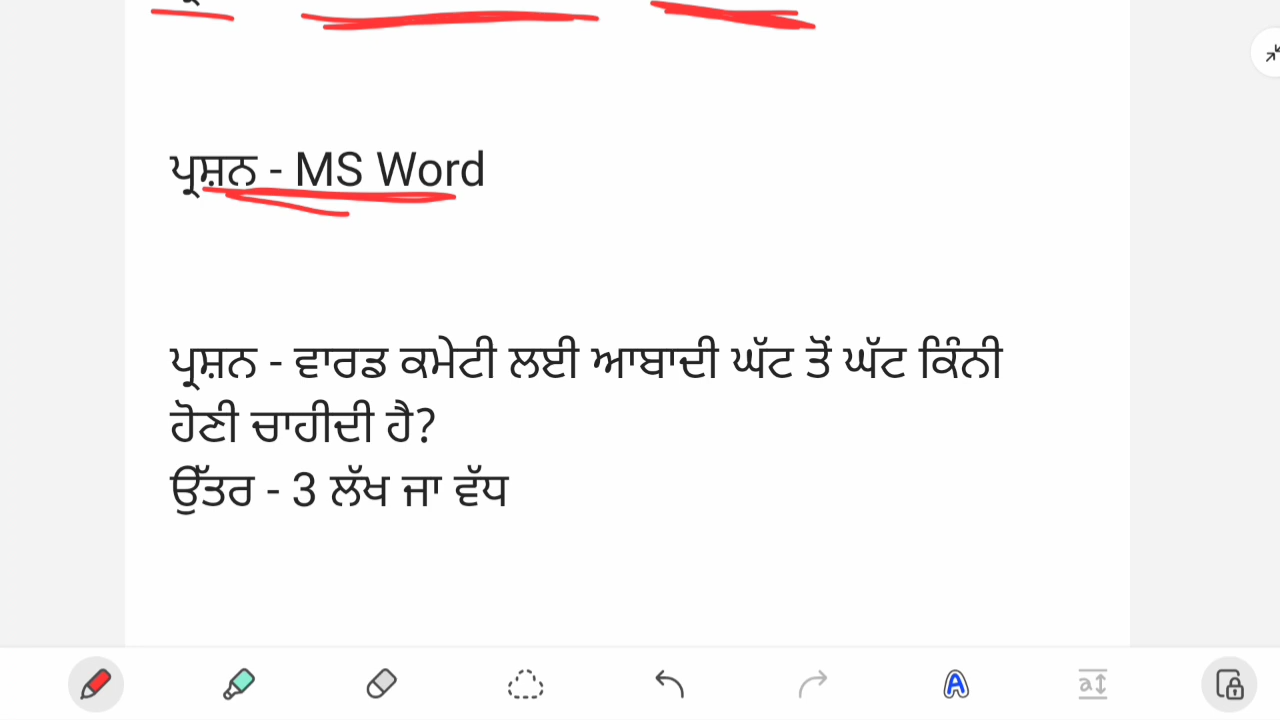 ਪ੍ਰਸ਼ਨ - MS Word
ਪ੍ਰਸ਼ਨ - ਵਾਰਡ ਕਮੇਟੀ ਲਈ ਆਬਾਦੀ ਘੱਟ ਤੋਂ ਘੱਟ ਕਿੰਨੀ
ਹੋਣੀ ਚਾਹੀਦੀ ਹੈ?
ਉੱਤਰ - 3 ਲੱਖ ਜਾ ਵੱਧ